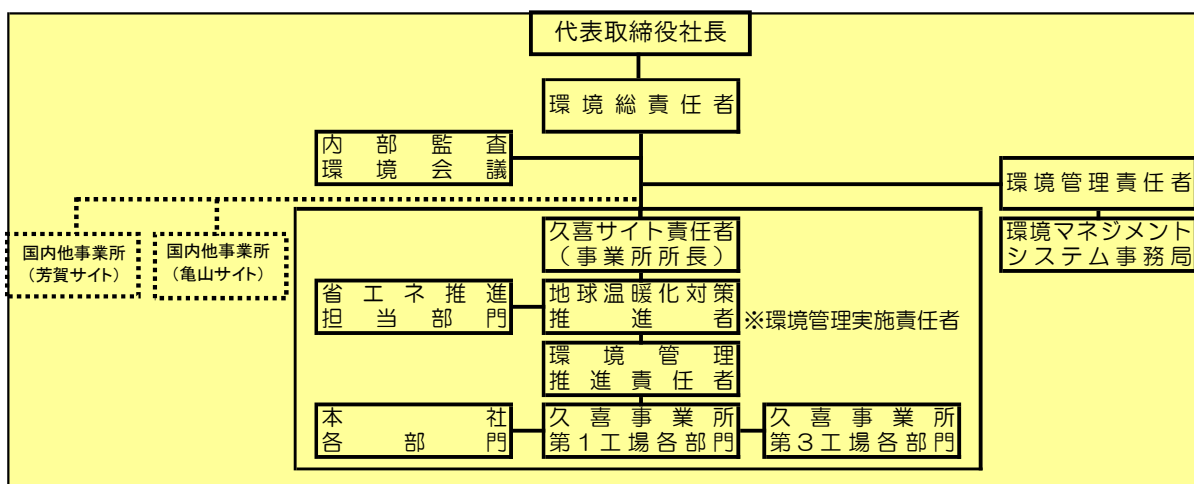 代表取締役社長
環境総責任者
内部監査
環境会議
環境管理責任者
環境マネジメント
システム事務局
国内他事業所
（芳賀サイト）
国内他事業所
（亀山サイト）
久喜サイト責任者
（事業所所長）
省エネ推進
担当部門
地球温暖化対策
推進者
※環境管理実施責任者
環境管理
推進責任者
本社
各部門
久喜事業所
第１工場各部門
久喜事業所
第３工場各部門